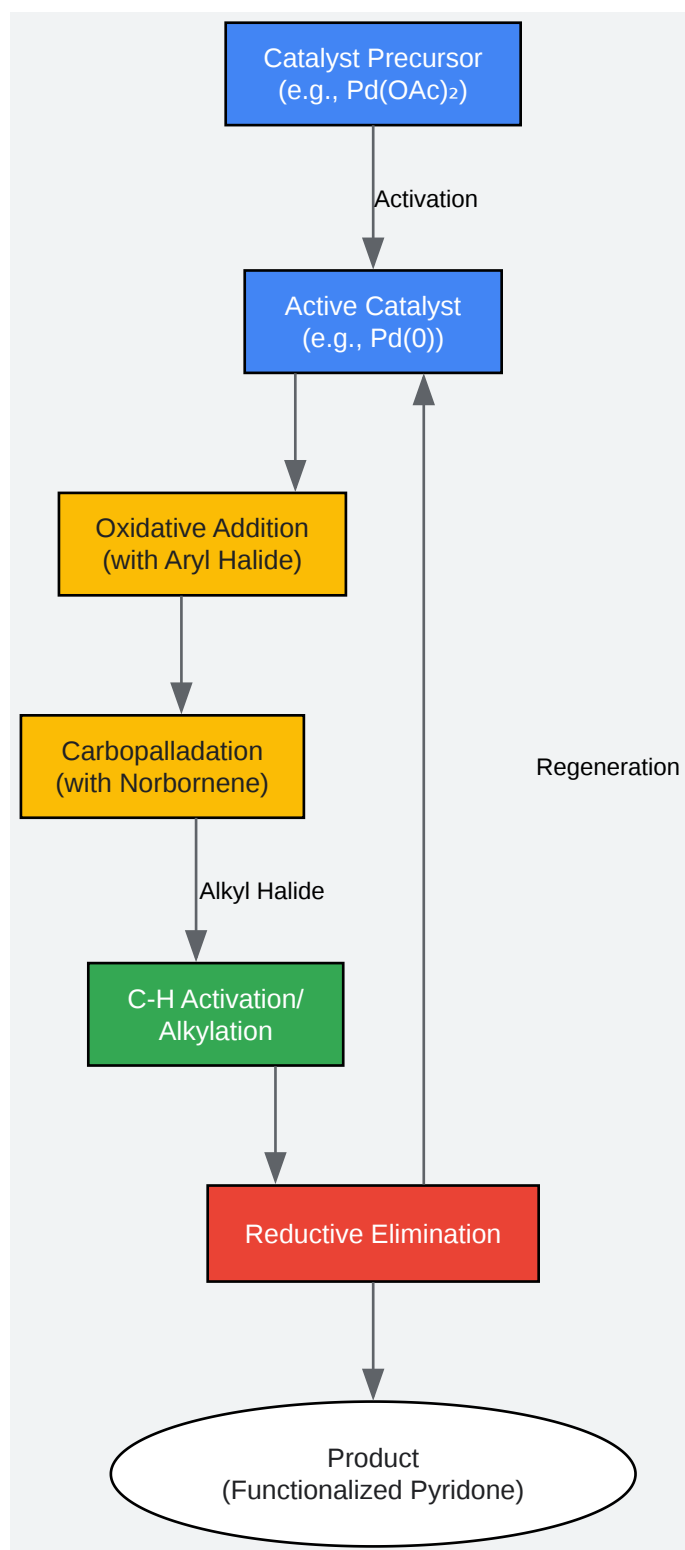 Catalyst Precursor
(e.g., Pd(OAc)₂)
Activation
Active Catalyst
(e.g., Pd(0))
Oxidative Addition
(with Aryl Halide)
Carbopalladation
(with Norbornene)
Regeneration
Alkyl Halide
C-H Activation/
Alkylation
Reductive Elimination
Product
(Functionalized Pyridone)